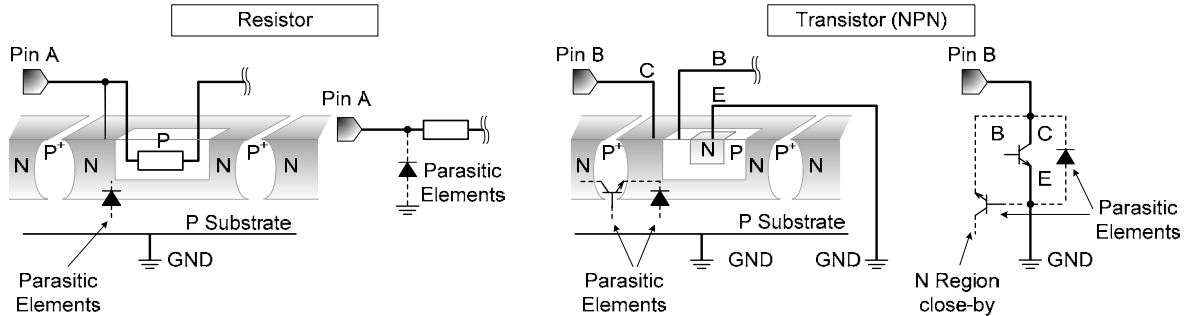 Resistor
Transistor (NPN)
Pin A
Pin B
C
B
E
Pin B
Pin A
N
P+
N
P
N
P+
N
Parasitic
Elements
P Substrate
GND
Parasitic
Elements
N
P+
N
N
P
P+
N
P Substrate
GND
GND
Parasitic
Elements
B
C
E
Parasitic
Elements
GND
N Region
close-by